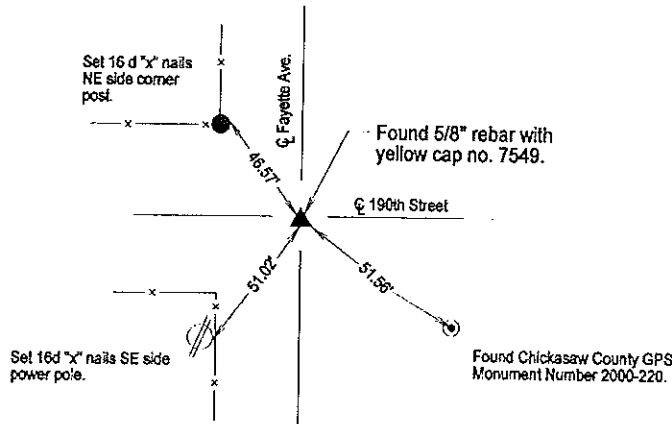 Set 16 d "x" nails
NE side corner
post.
℄ Fayette Ave.
Found 5/8" rebar with
yellow cap no. 7549.
46.57'
℄ 190th Street
51.02'
51.56'
Set 16d "x" nails SE side
power pole.
Found Chickasaw County GPS
Monument Number 2000-220.